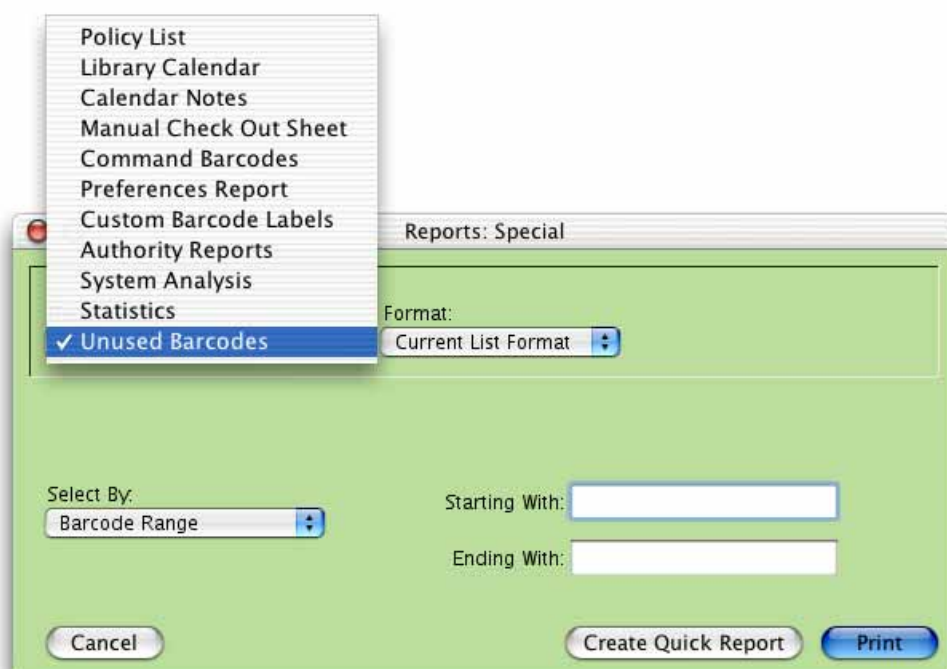 Policy List
Library Calendar
Calendar Notes
Manual Check Out Sheet
Command Barcodes
Preferences Report
Custom Barcode Labels
Authority Reports
System Analysis
Statistics
✓ Unused Barcodes
Reports: Special
Format:
Current List Format
Select By:
Barcode Range
Starting With:
Ending With:
Cancel
Create Quick Report
Print